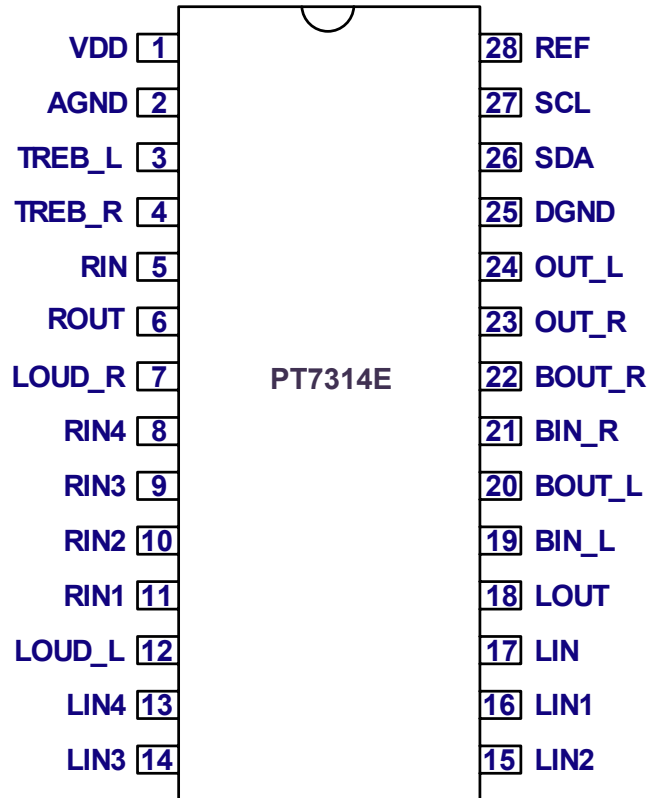 VDD 1 28 REF
AGND 2 27 SCL
TREB_L 3 26 SDA
TREB_R 4 25 DGND
RIN 5 24 OUT_L
ROUT 6 23 OUT_R
LOUD_R 7 PT7314E 22 BOUT_R
RIN4 8 21 BIN_R
RIN3 9 20 BOUT_L
RIN2 10 19 BIN_L
RIN1 11 18 LOUT
LOUD_L 12 17 LIN
LIN4 13 16 LIN1
LIN3 14 15 LIN2